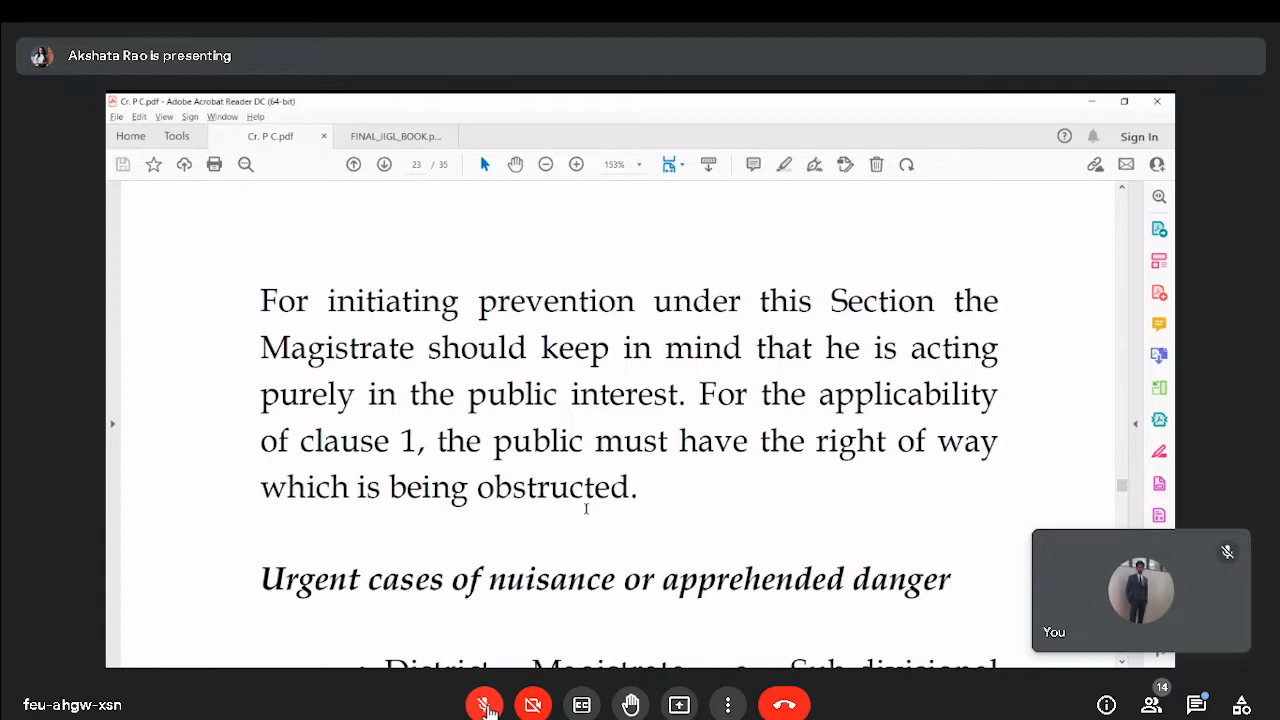 Akshata Rao is presenting
Cr. P C.pdf - Adobe Acrobat Reader DC (64-bit)
File Edit View Sign Window Help
Home Tools Cr. P C.pdf × FINAL_JIGL_BOOK.p... Sign In
23 / 35 153%
For initiating prevention under this Section the
Magistrate should keep in mind that he is acting
purely in the public interest. For the applicability
of clause 1, the public must have the right of way
which is being obstructed.
Urgent cases of nuisance or apprehended danger
District Magistrate Sub-divisional
You
feu-ahgw-xsn
14